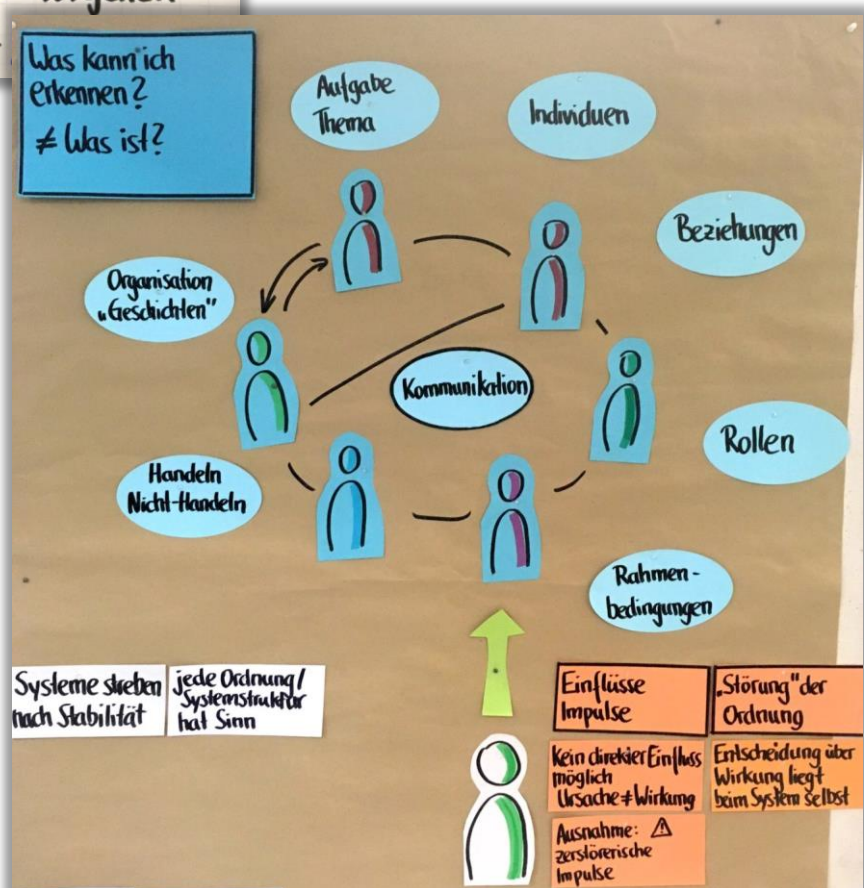 Was kann ich
erkennen?
≠ Was ist?
Aufgabe
Thema
Individuen
Beziehungen
Organisation
„Geschichten"
Kommunikation
Rollen
Handeln
Nicht-Handeln
Rahmen-
bedingungen
Systeme streben
nach Stabilität
jede Ordnung/
Systemstruktur
hat Sinn
Einflüsse
Impulse
„Störung" der
Ordnung
Kein direkter Einfluss
möglich
Ursache ≠ Wirkung
Entscheidung über
Wirkung liegt
beim System selbst
Ausnahme: ⚠
zerstörerische
Impulse